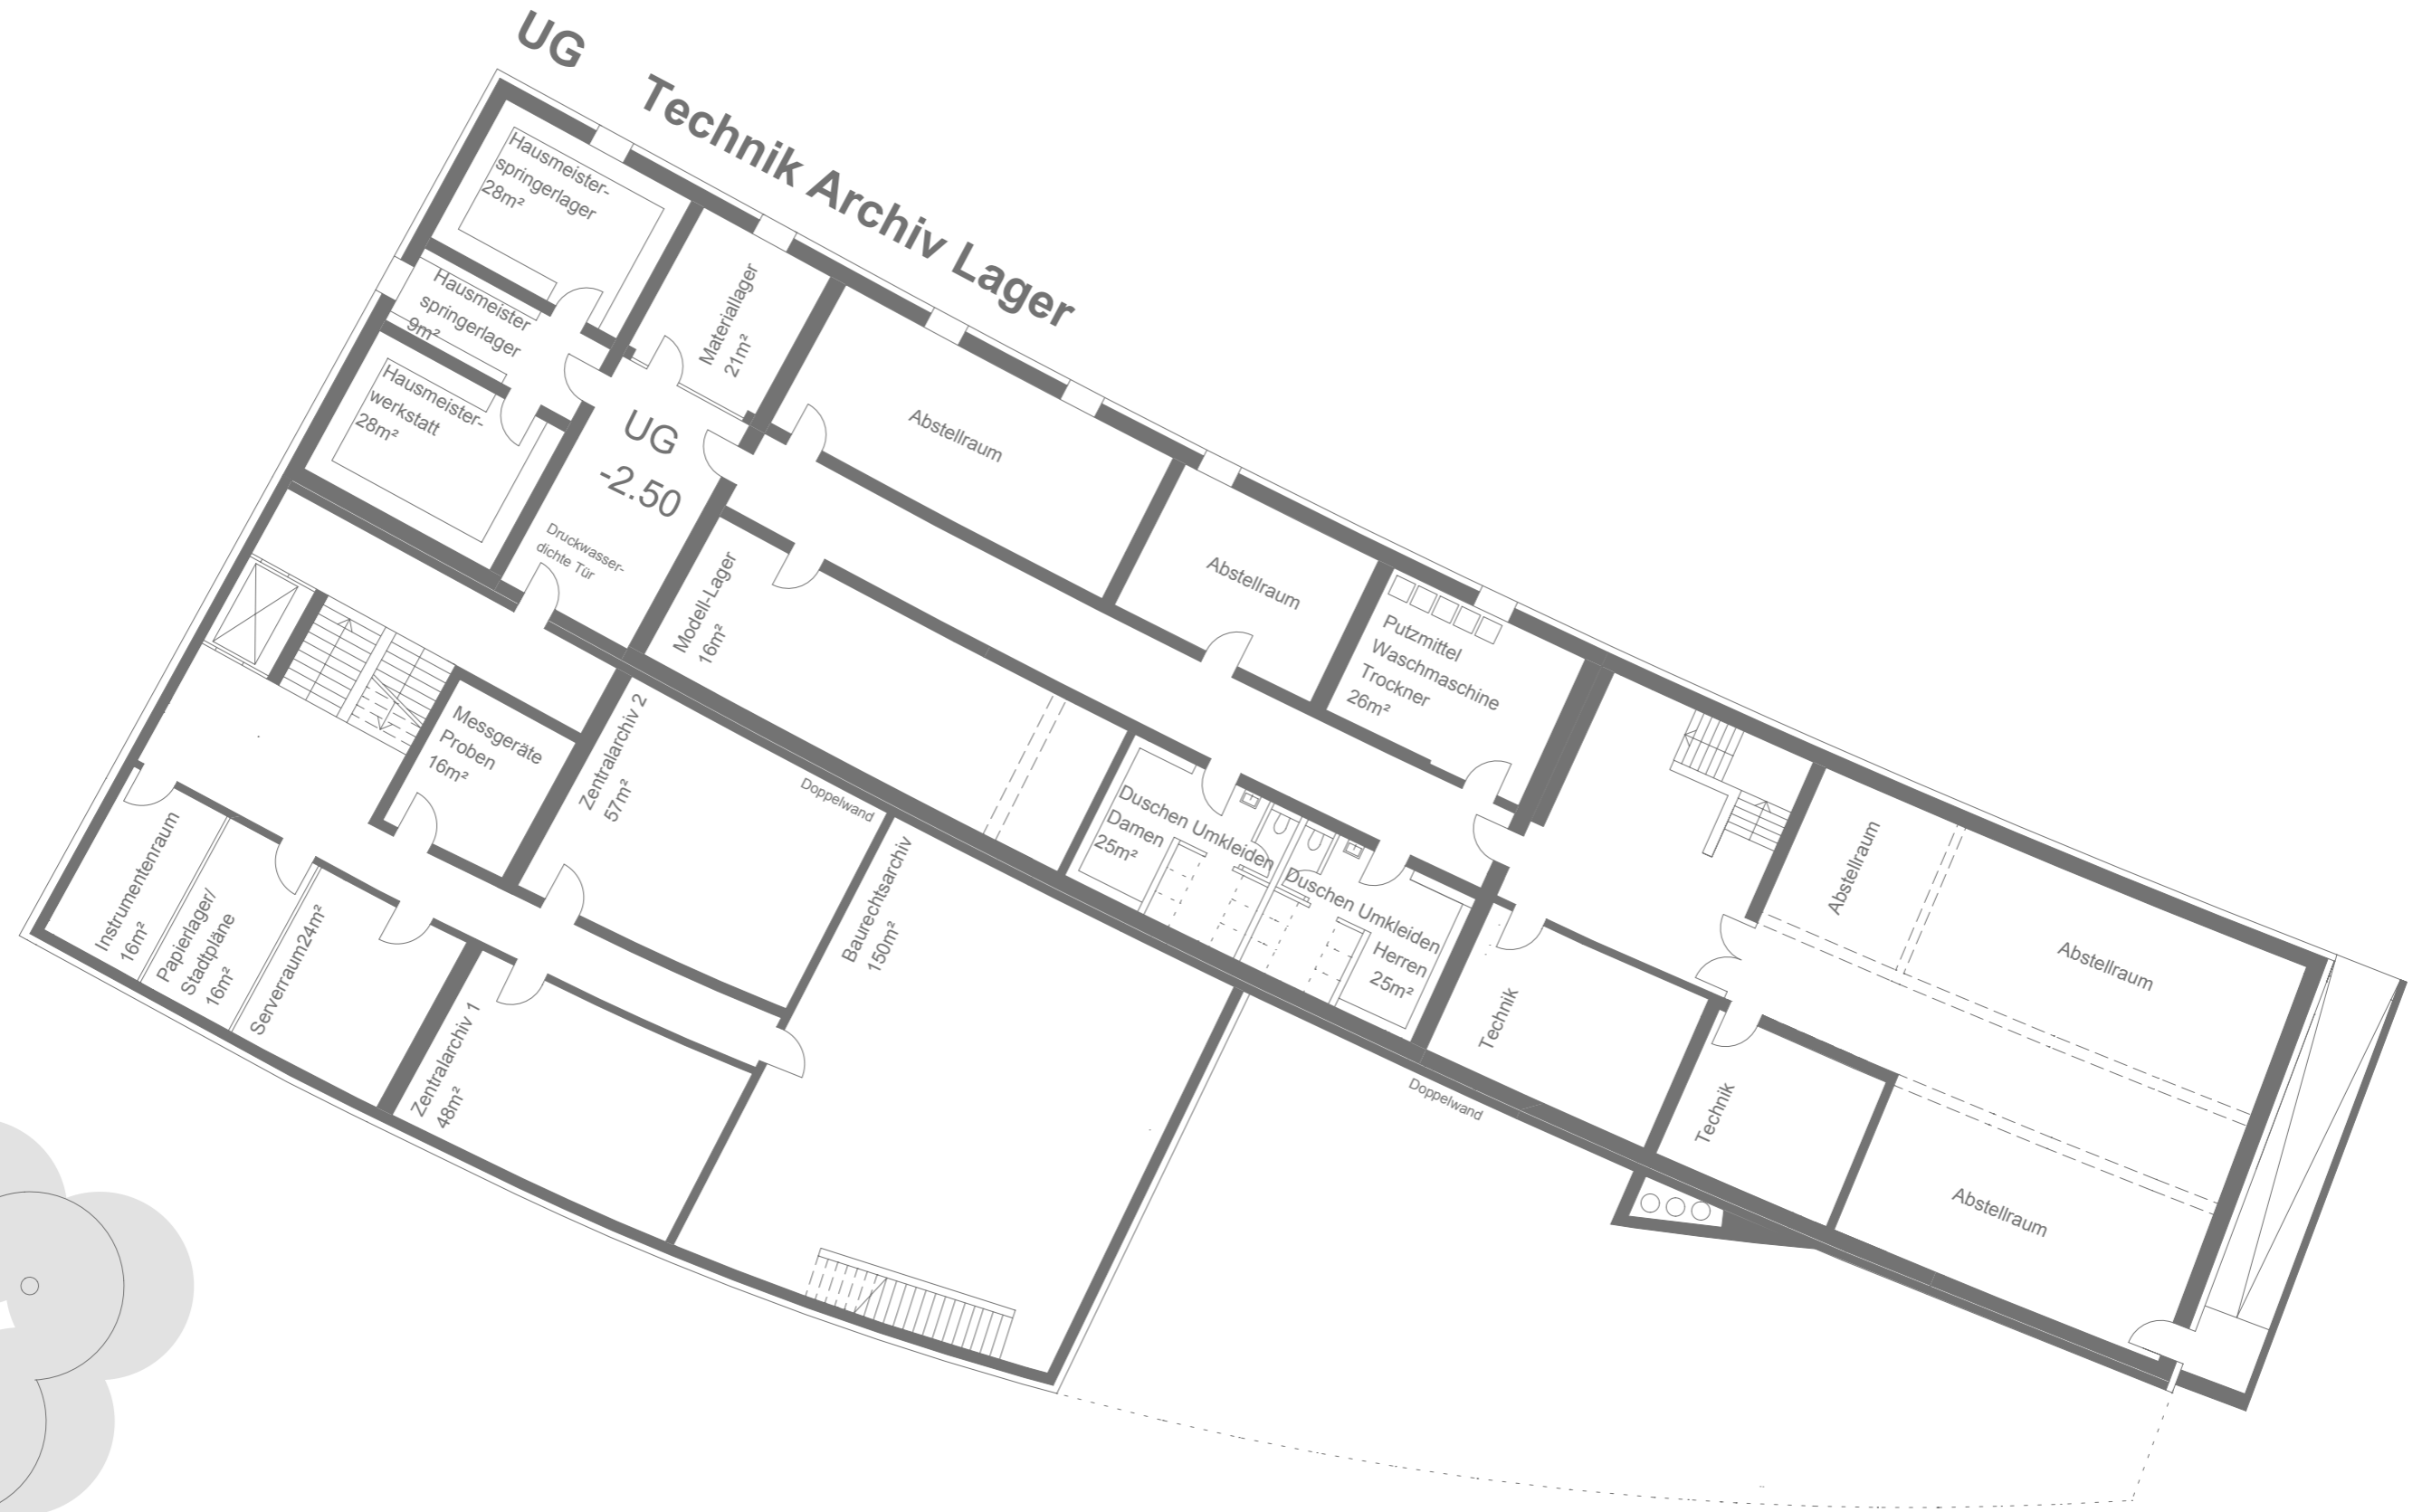 UG Technik Archiv Lager
Hausmeister-
springerlager
28m²
Hausmeister
springerlager
9m²
Hausmeister-
werkstatt
28m²
Materiallager
21m²
UG
-2.50
Druckwasser-
dichte Tür
Abstellraum
Modell-Lager
16m²
Abstellraum
Putzmittel
Waschmaschine
Trockner
26m²
Messgeräte
Proben
16m²
Zentralarchiv 2
57m²
Doppelwand
Duschen Umkleiden
Damen
25m²
Duschen Umkleiden
Herren
25m²
Instrumentenraum
16m²
Papierlager/
Stadtpläne
16m²
Serverraum24m²
Zentralarchiv 1
48m²
Baurechtsarchiv
150m²
Technik
Doppelwand
Technik
Abstellraum
Abstellraum
Abstellraum